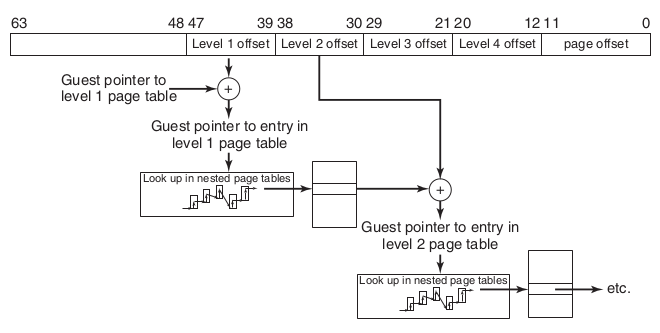 63 48 47 39 38 30 29 21 20 12 11 0
Level 1 offset Level 2 offset Level 3 offset Level 4 offset page offset
Guest pointer to
level 1 page table
+
Guest pointer to entry in
level 1 page table
Look up in nested page tables
+
Guest pointer to entry in
level 2 page table
Look up in nested page tables
etc.